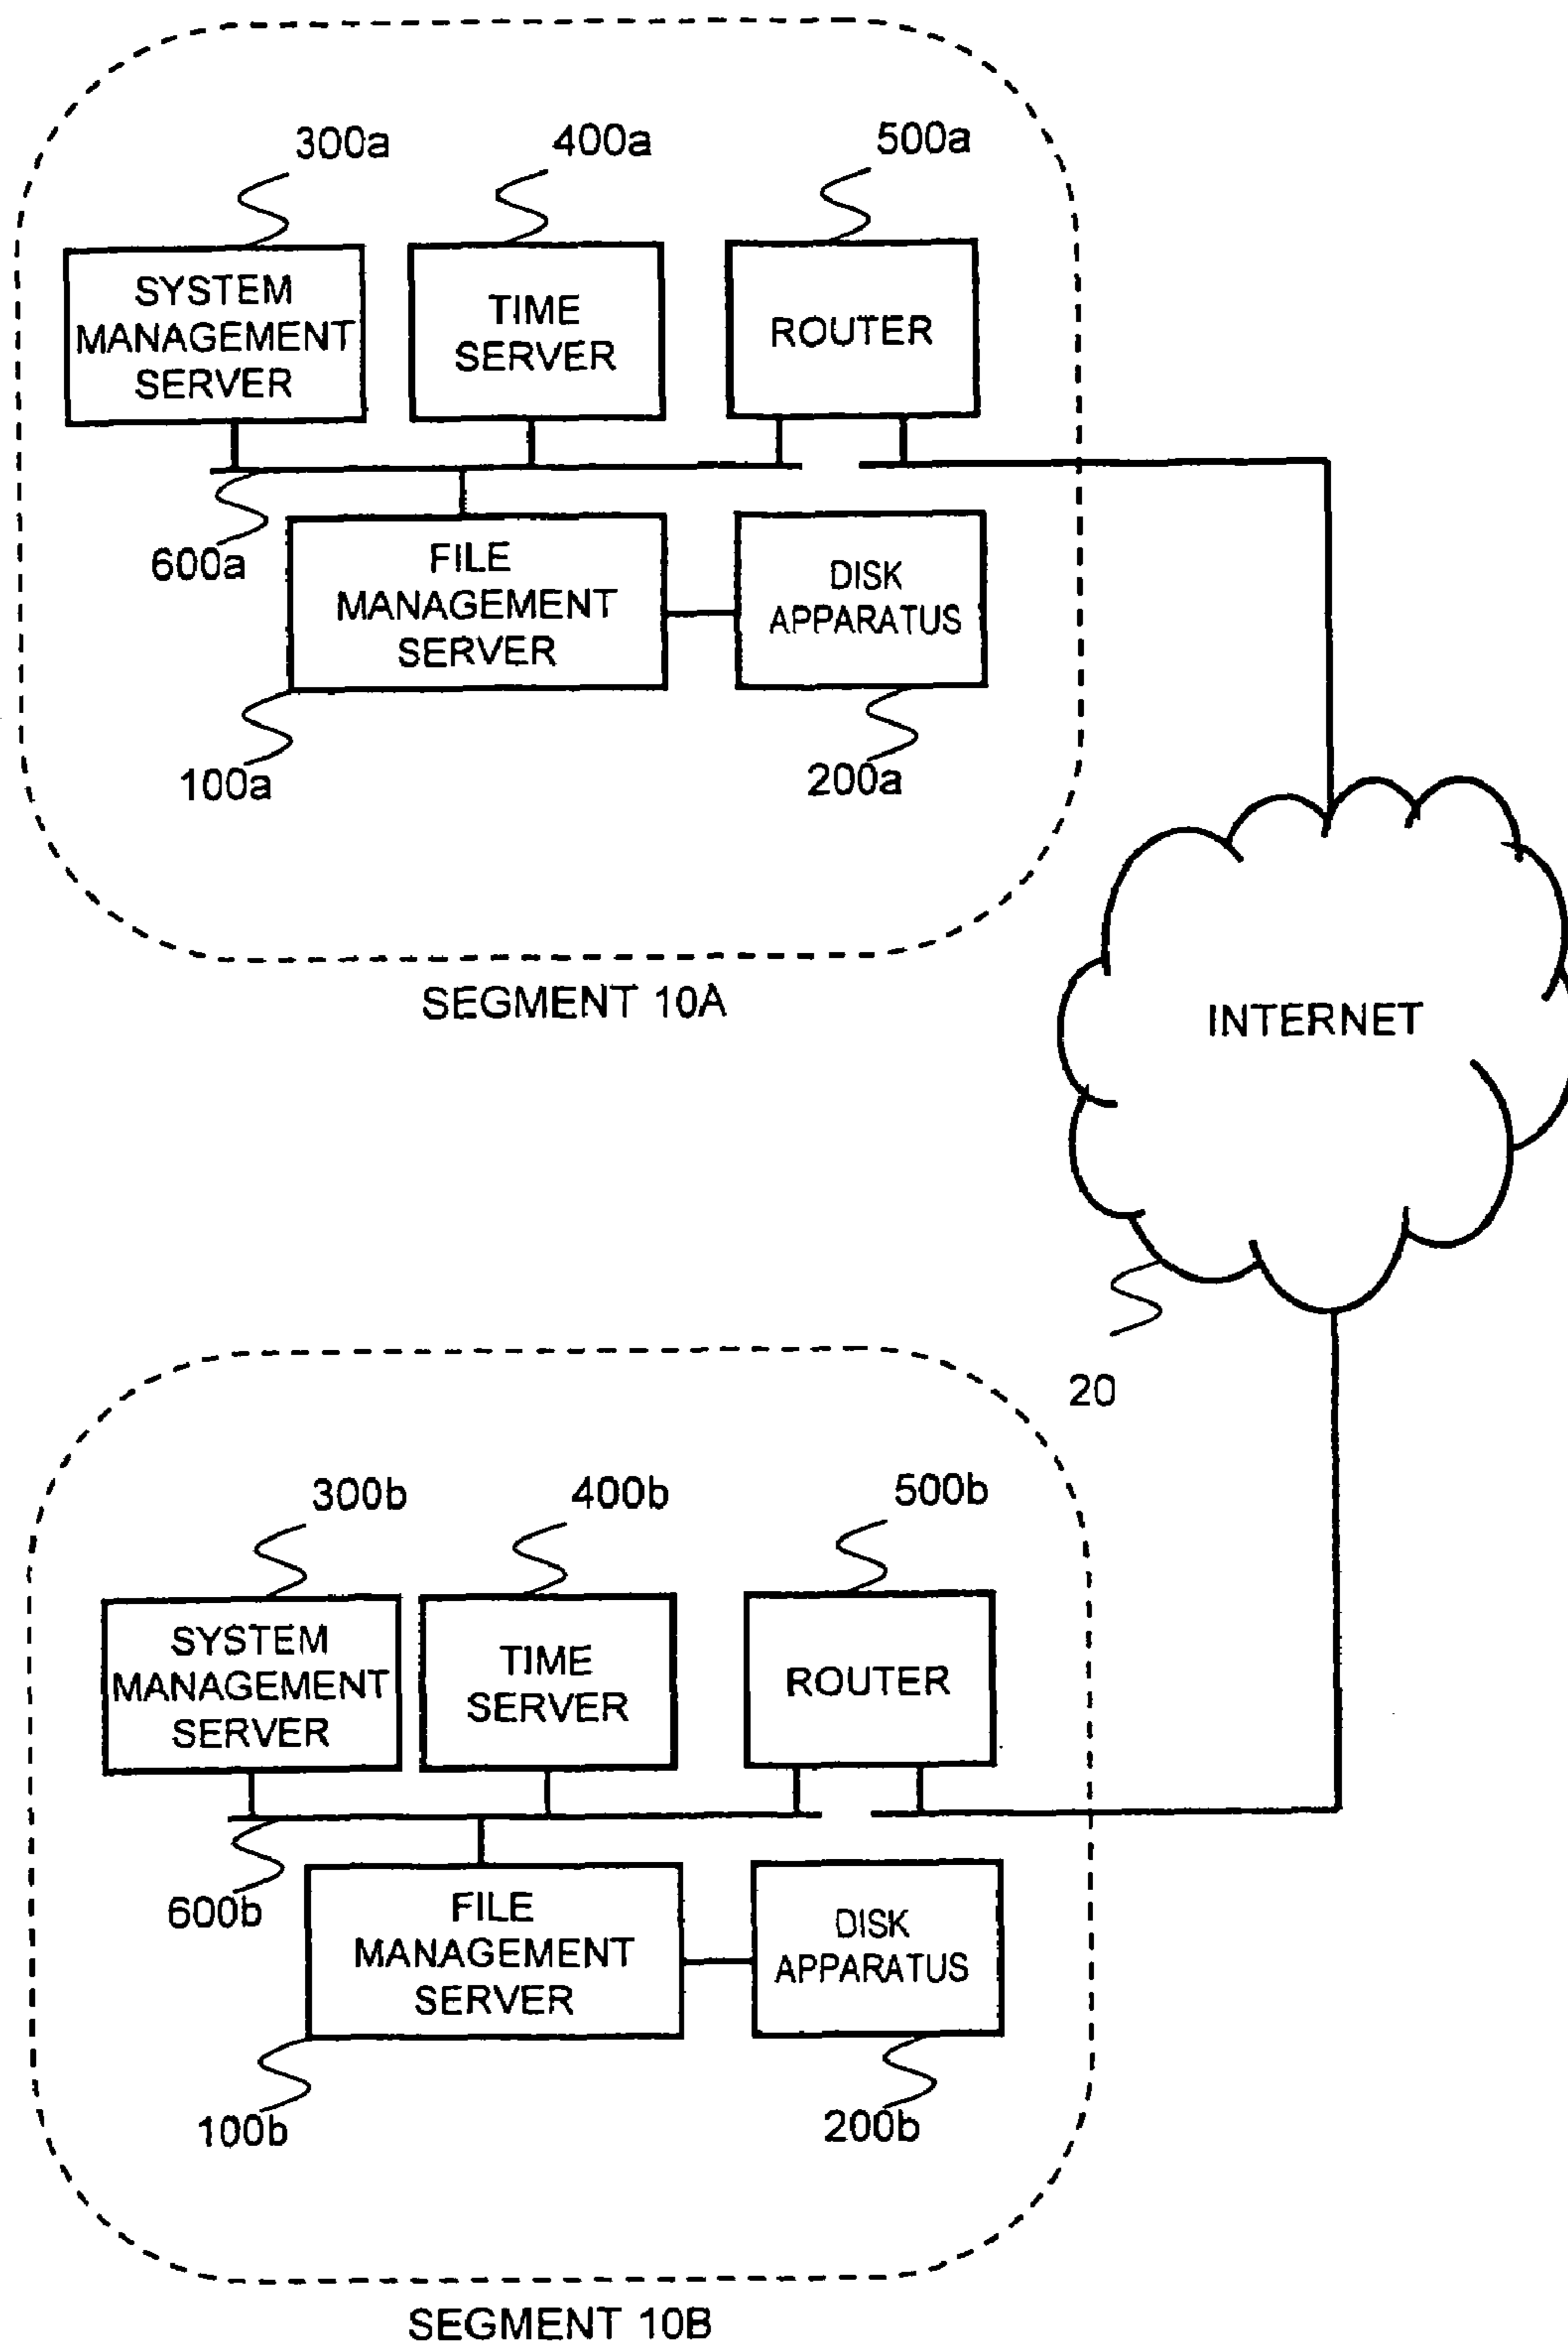 300a
400a
500a
SYSTEM
MANAGEMENT
SERVER
TIME
SERVER
ROUTER
600a
FILE
MANAGEMENT
SERVER
DISK
APPARATUS
100a
200a
SEGMENT 10A
INTERNET
20
300b
400b
500b
SYSTEM
MANAGEMENT
SERVER
TIME
SERVER
ROUTER
600b
FILE
MANAGEMENT
SERVER
DISK
APPARATUS
100b
200b
SEGMENT 10B